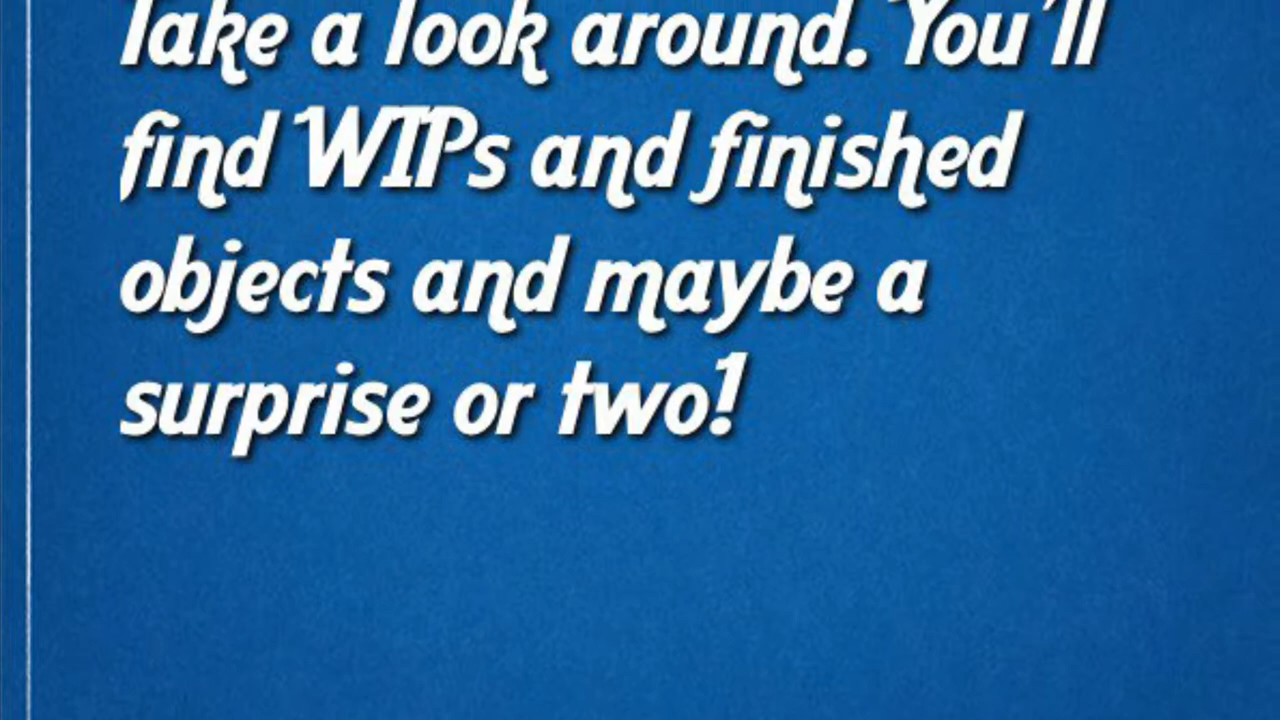 Take a look around. You'll
find WIPs and finished
objects and maybe a
surprise or two!